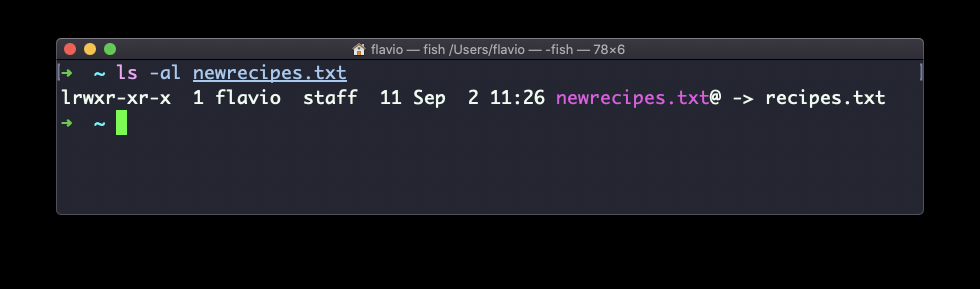 flavio — fish /Users/flavio — -fish — 78×6
➜ ~ ls -al newrecipes.txt
lrwxr-xr-x 1 flavio staff 11 Sep 2 11:26 newrecipes.txt@ -> recipes.txt
➜ ~